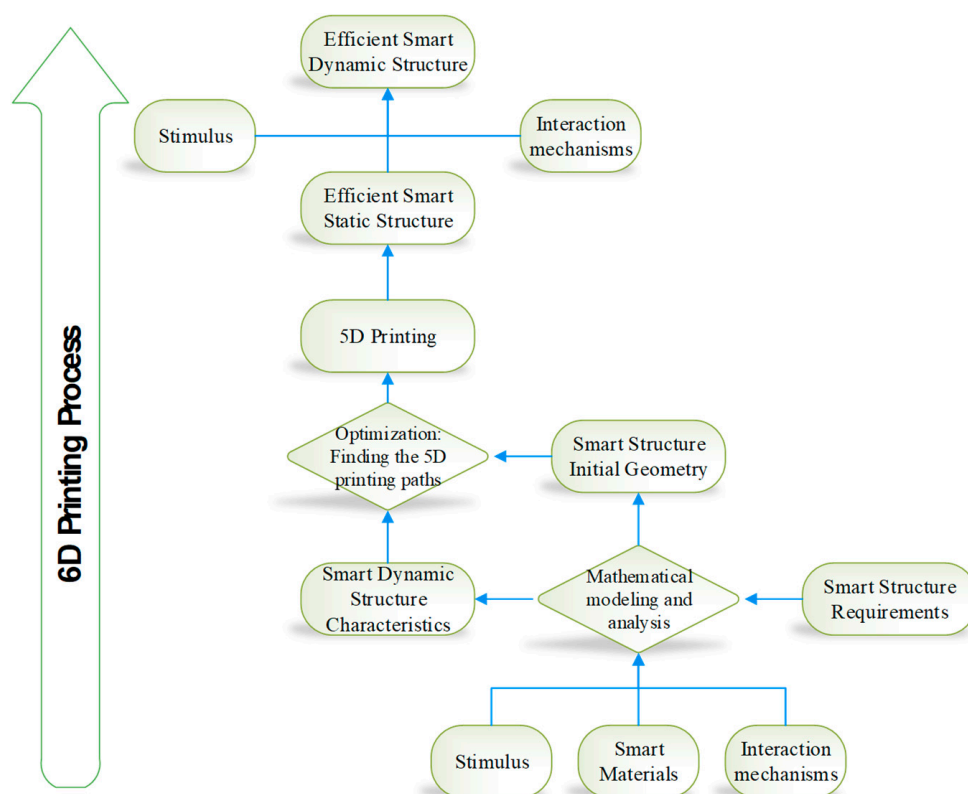 Efficient Smart
Dynamic Structure
Stimulus
Interaction
mechanisms
Efficient Smart
Static Structure
5D Printing
Optimization:
Finding the 5D
printing paths
Smart Structure
Initial Geometry
Smart Dynamic
Structure
Characteristics
Mathematical
modeling and
analysis
Smart Structure
Requirements
Stimulus
Smart
Materials
Interaction
mechanisms
6D Printing Process